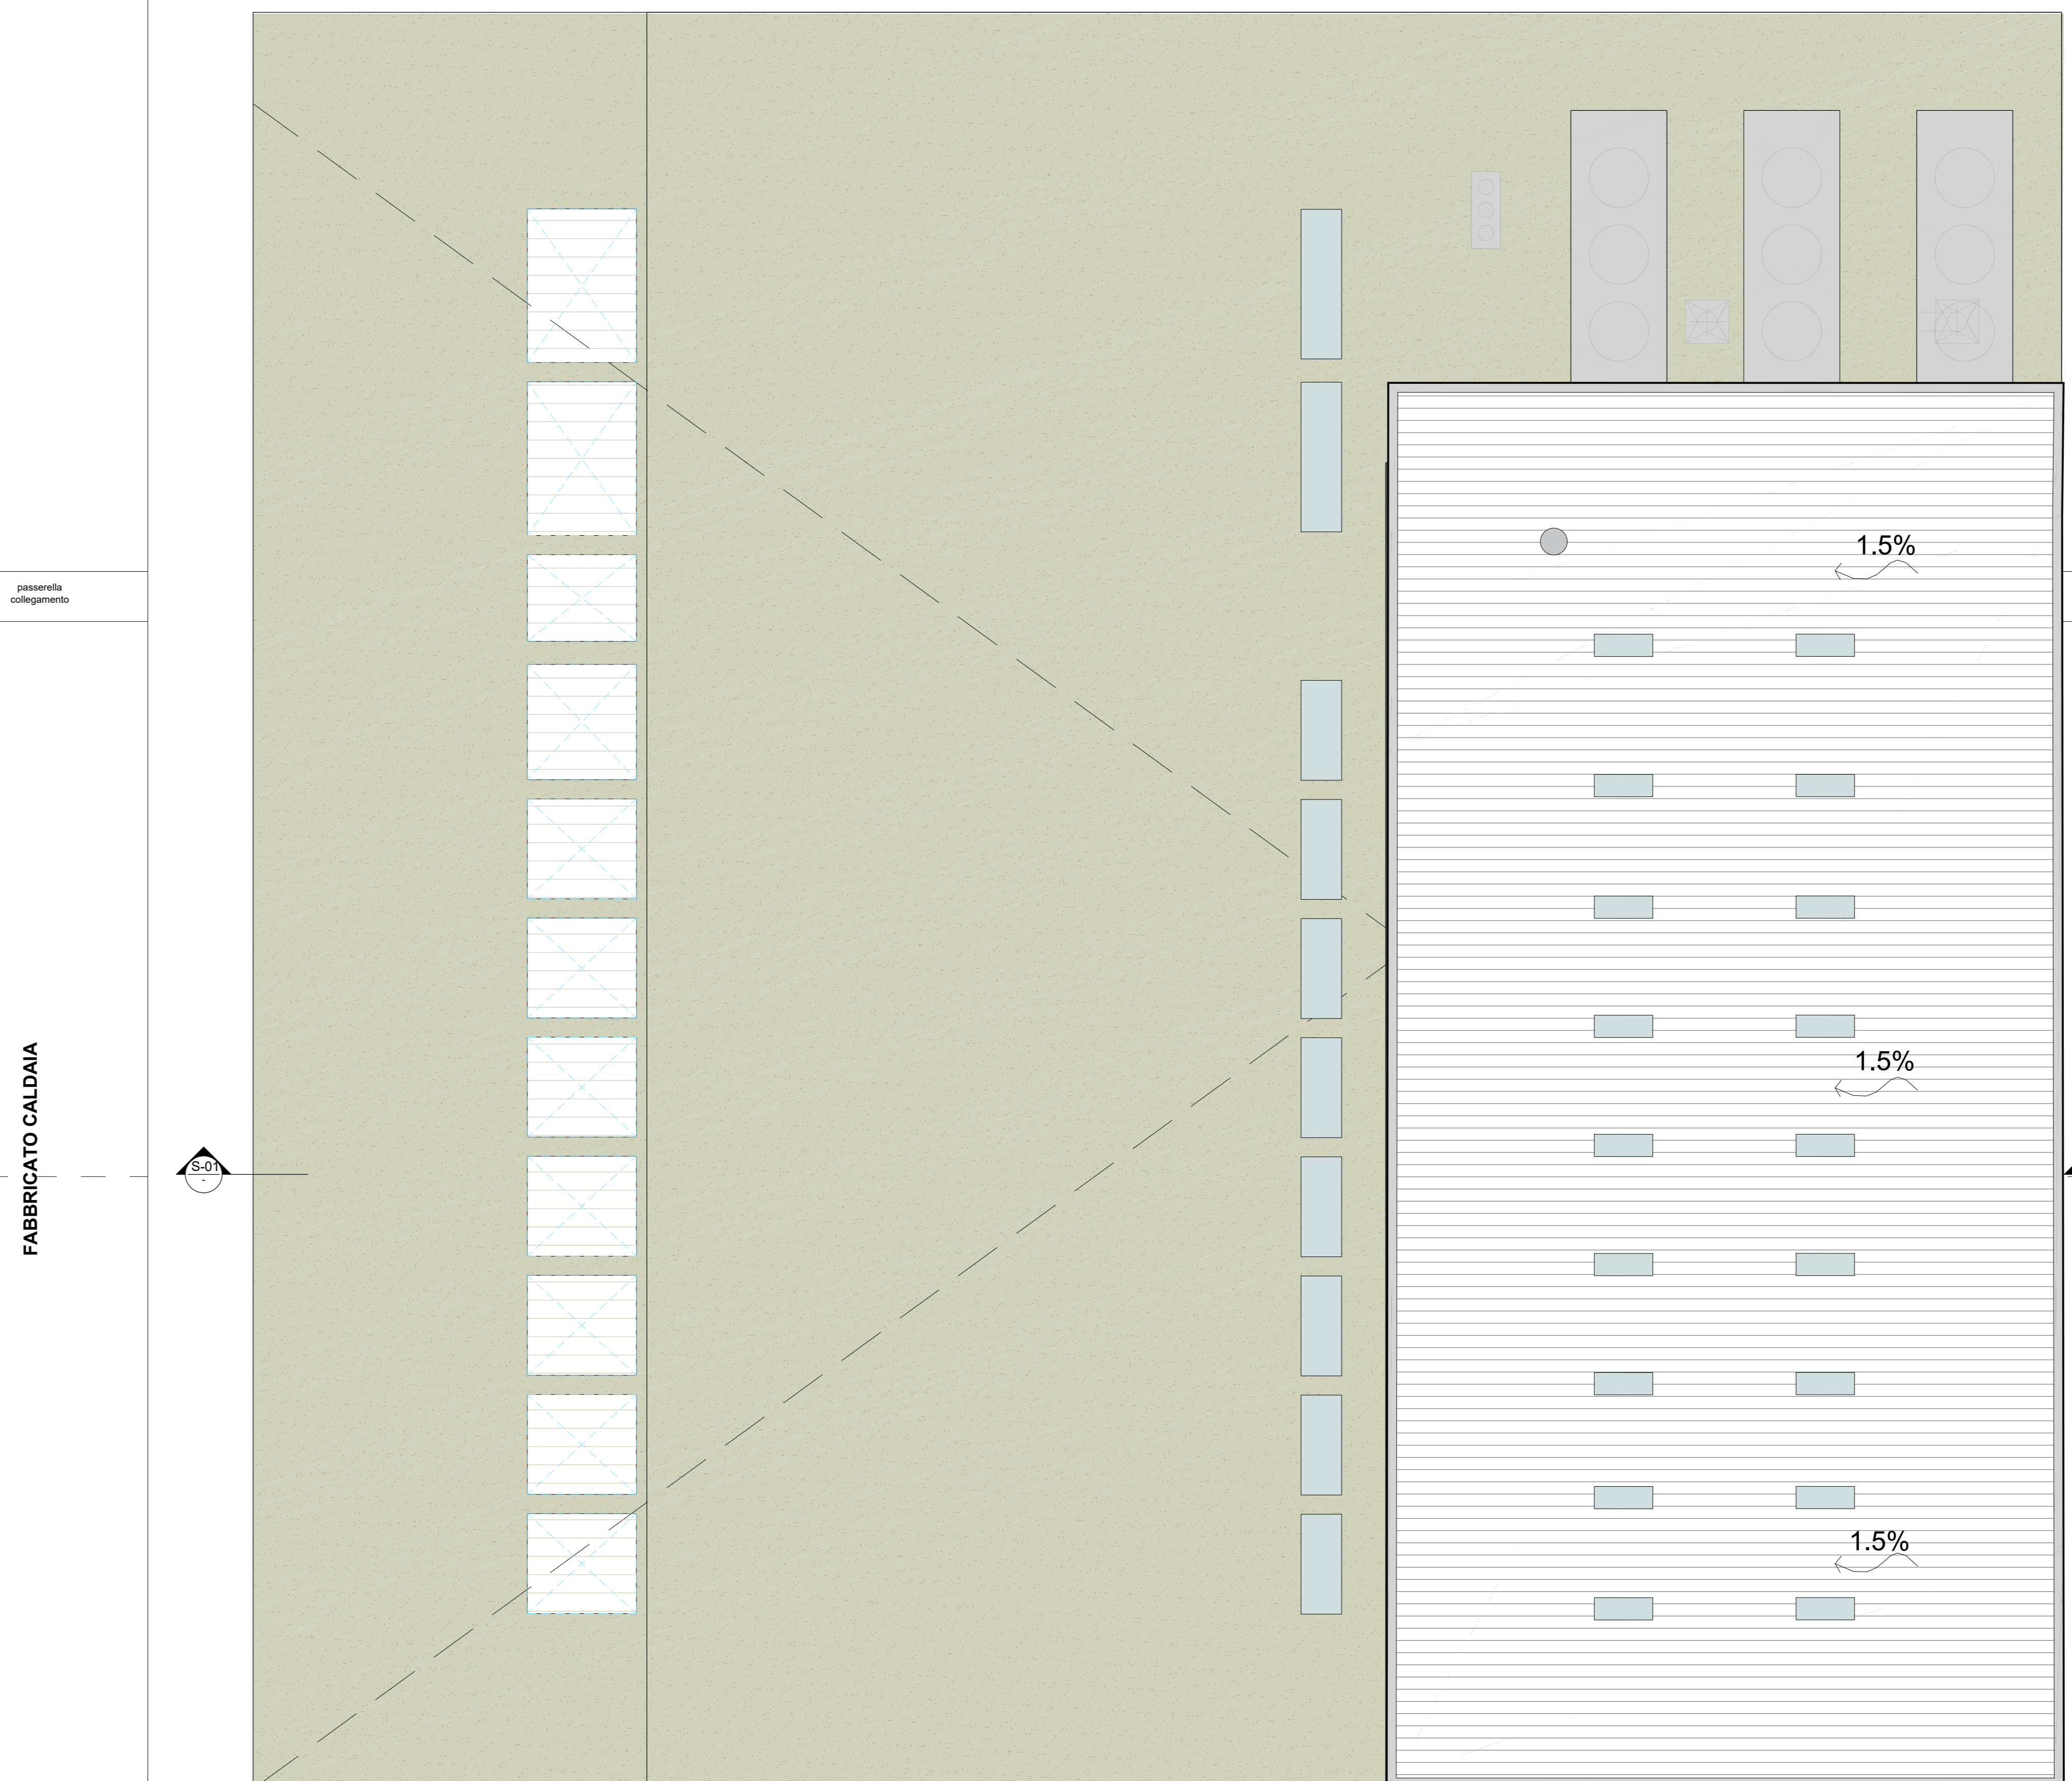 1.5%
passerella
collegamento
FABBRICATO CALDAIA
1.5%
S-01
-
1.5%